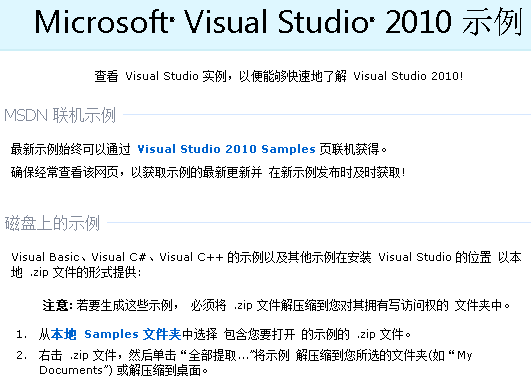 Microsoft® Visual Studio® 2010 示例
查看 Visual Studio 实例，以便能够快速地了解 Visual Studio 2010!
MSDN 联机示例
最新示例始终可以通过 Visual Studio 2010 Samples 页联机获得。
确保经常查看该网页，以获取示例的最新更新并 在新示例发布时及时获取!
磁盘上的示例
Visual Basic、Visual C#、Visual C++ 的示例以及其他示例在安装 Visual Studio 的位置 以本
地 .zip 文件的形式提供:
注意: 若要生成这些示例， 必须将 .zip 文件解压缩到您对其拥有写访问权的 文件夹中。
1. 从本地 Samples 文件夹中选择 包含您要打开 的示例的 .zip 文件。
2. 右击 .zip 文件，然后单击“全部提取...”将示例 解压缩到您所选的文件夹(如“My
Documents”) 或解压缩到桌面。